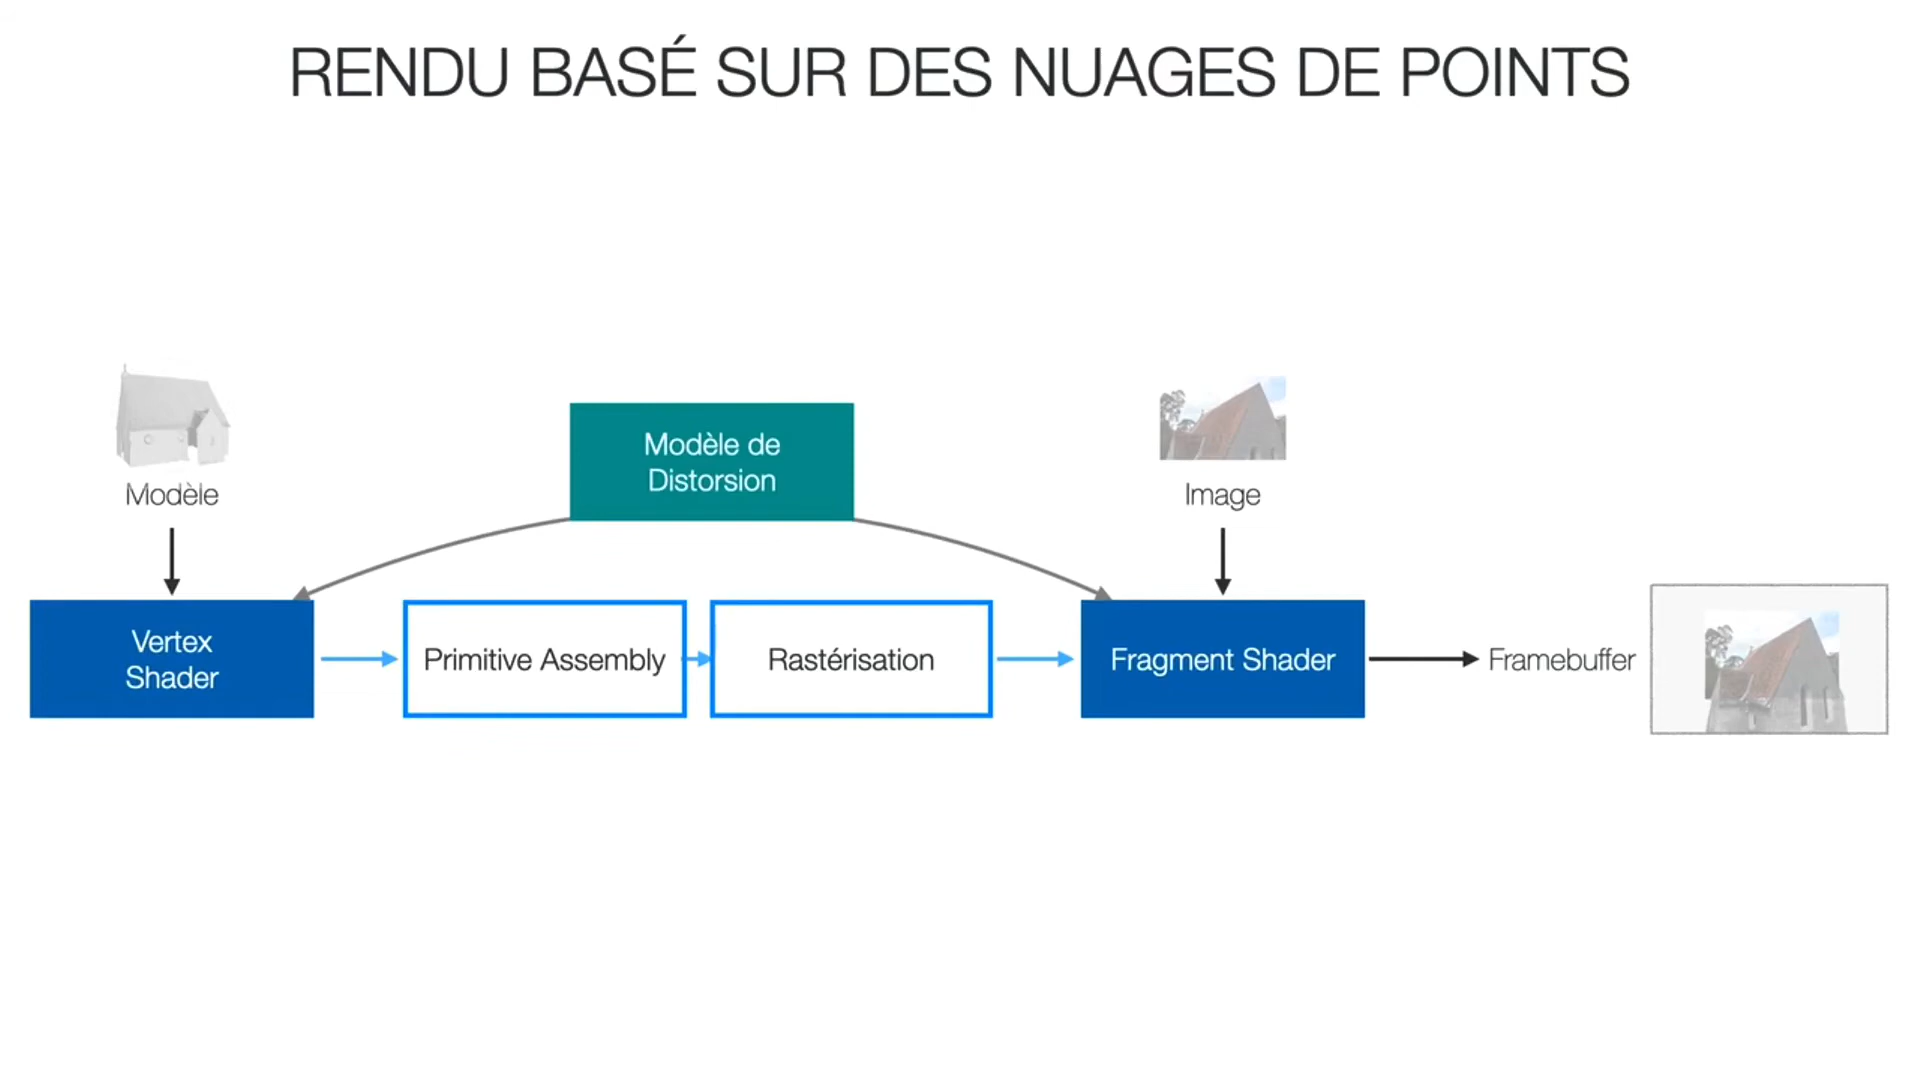 RENDU BASÉ SUR DES NUAGES DE POINTS
Modèle
Modèle de
Distorsion
Image
Vertex
Shader
Primitive Assembly
Rastérisation
Fragment Shader
Framebuffer